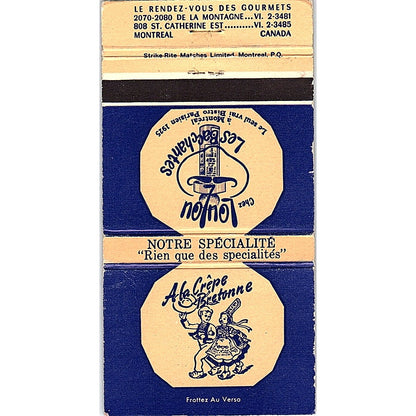 LE RENDEZ-VOUS DES GOURMETS
2070-2080 DE LA MONTAGNE...VI. 2-3481
808 ST. CATHERINE EST..........VI. 2-3485
MONTREAL CANADA
Strike-Rite Matches Limited, Montreal, P.Q.
Chez
LouLou
Les Bacchantes
Le seul vrai Bistro Parisien 1925
à Montréal
NOTRE SPÉCIALITÉ
"Rien que des specialités"
A la Crêpe
Bretonne
Frottez Au Verso